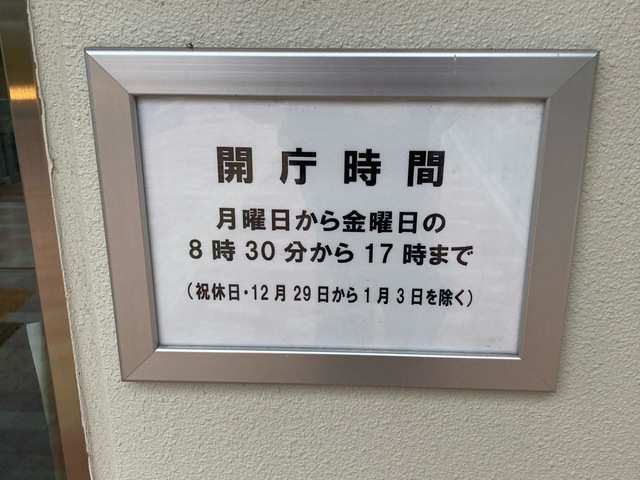 開庁時間
月曜日から金曜日の
8時30分から17時まで
(祝休日・12月29日から1月3日を除く)